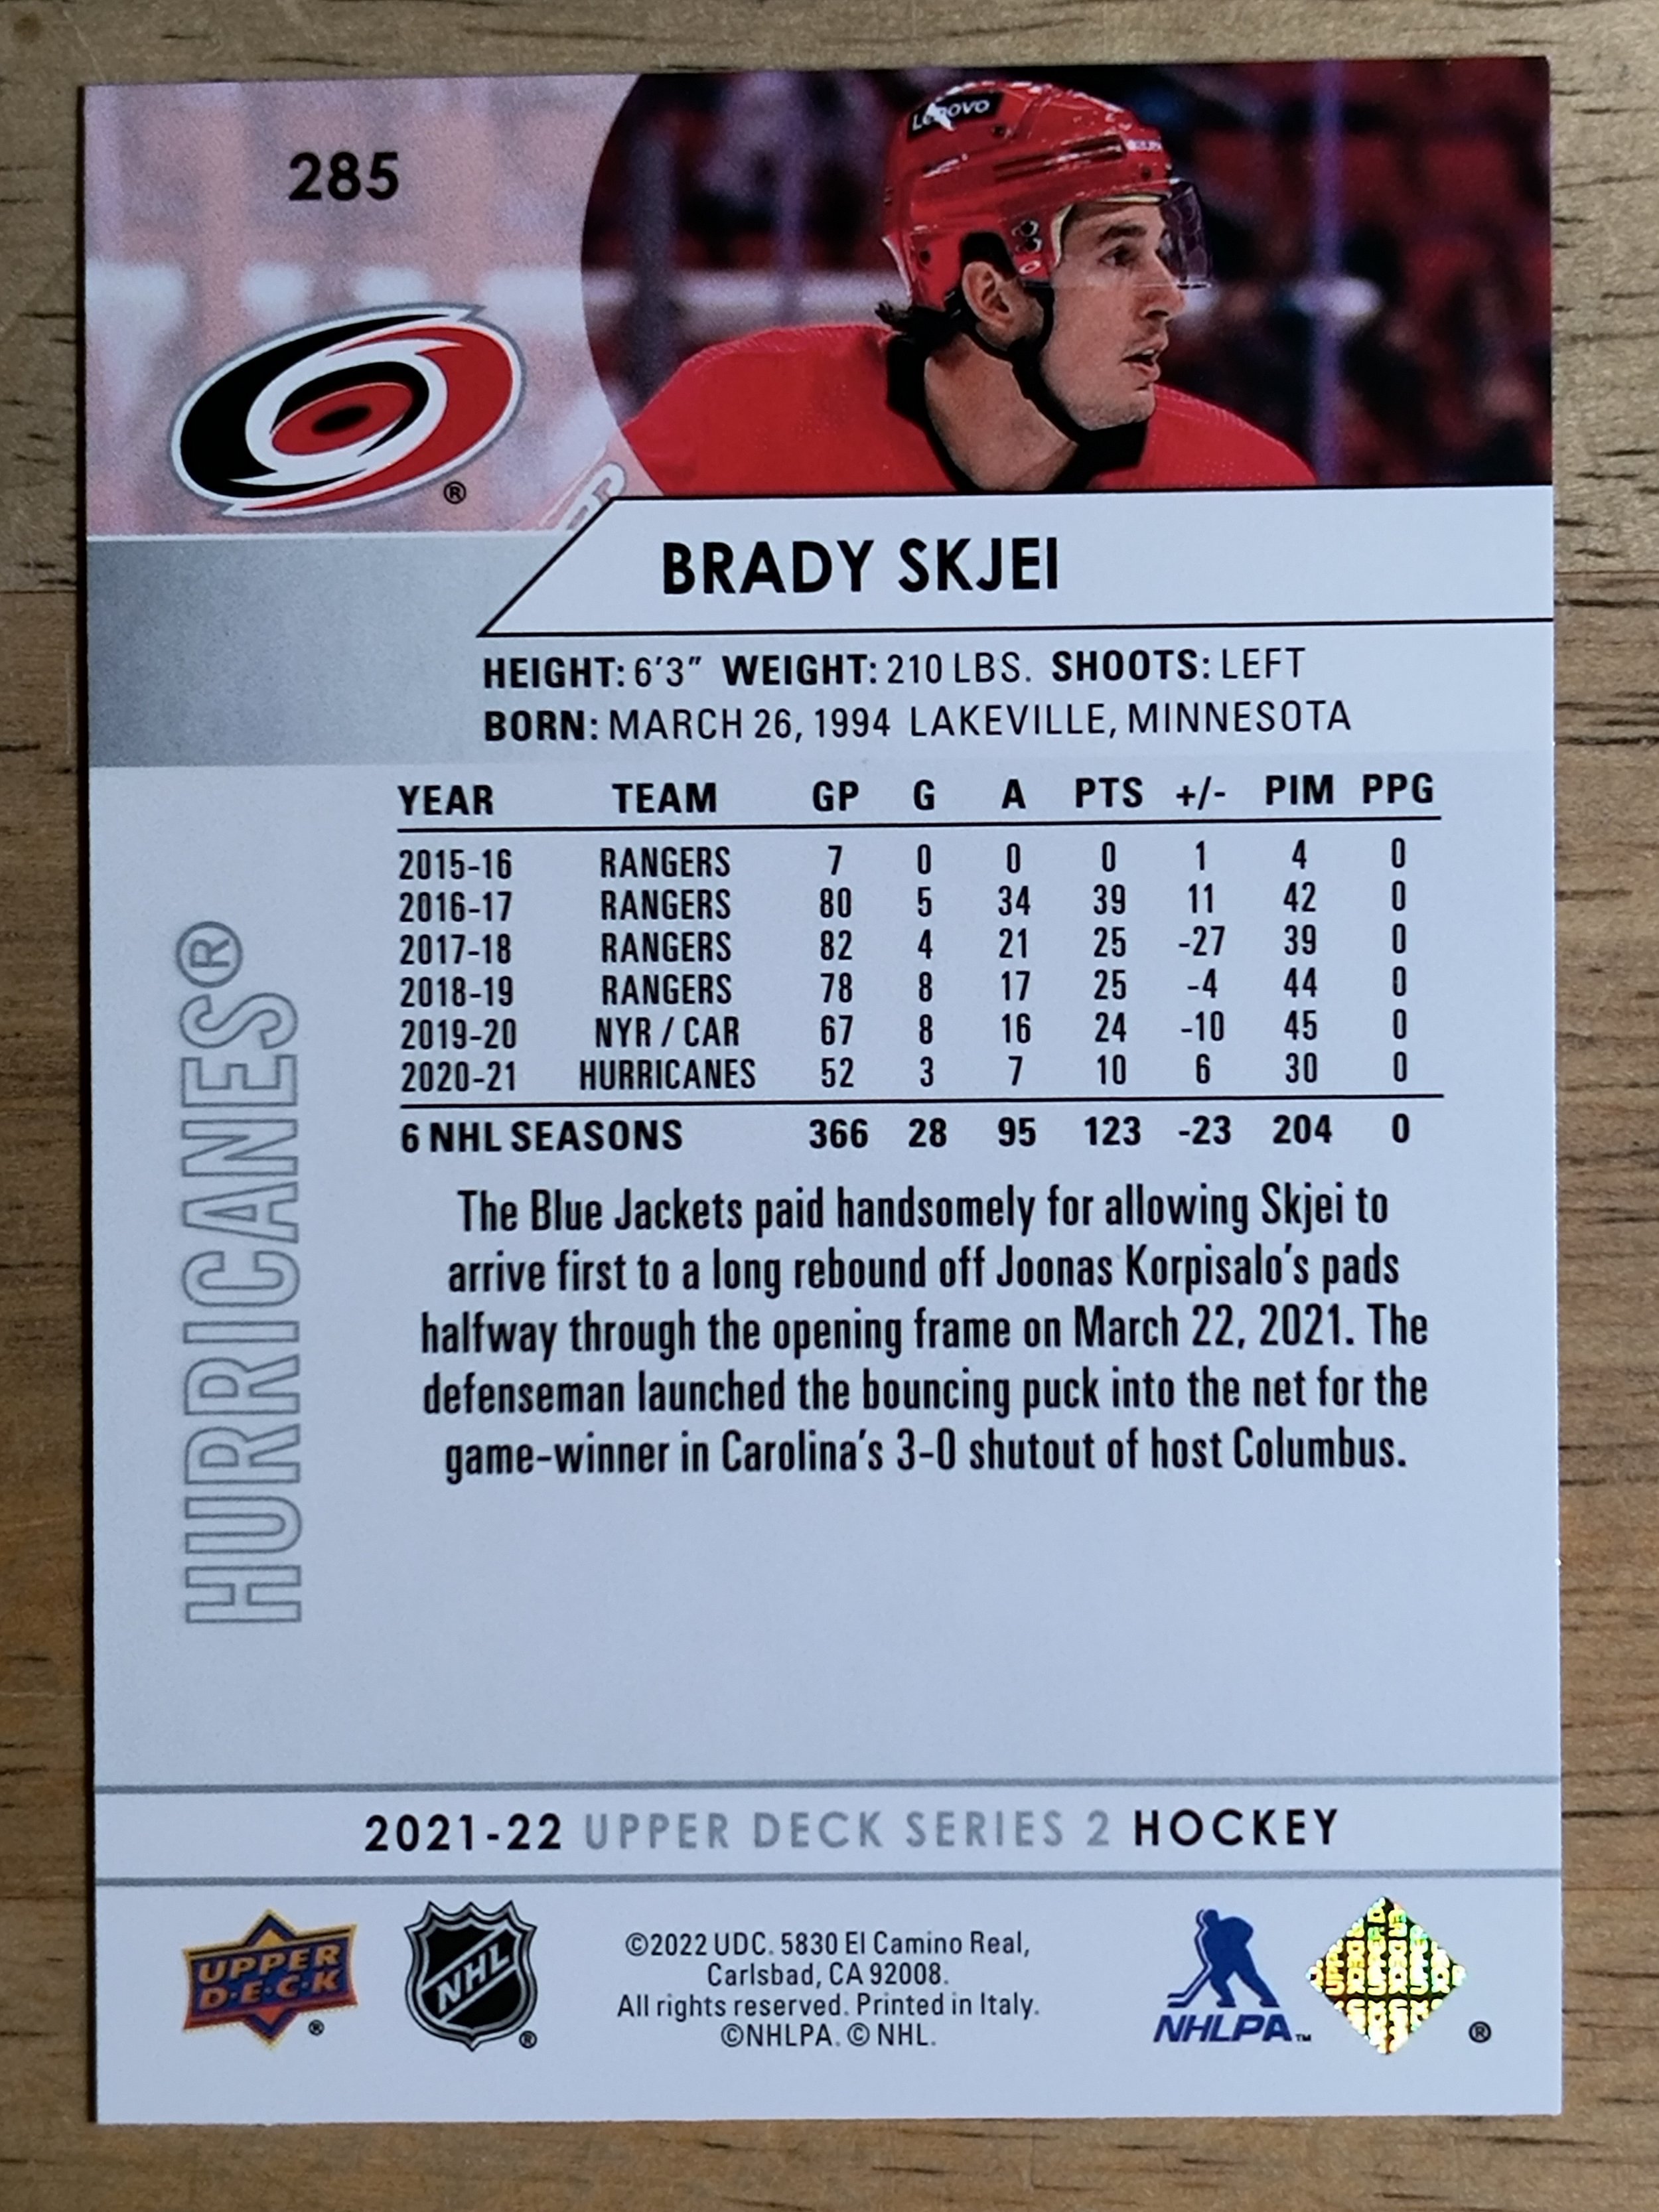 285
Lenovo
®
BRADY SKJEI
HEIGHT: 6'3" WEIGHT: 210 LBS. SHOOTS: LEFT
BORN: MARCH 26, 1994 LAKEVILLE, MINNESOTA
YEAR TEAM GP G A PTS +/- PIM PPG
2015-16 RANGERS 7 0 0 0 1 4 0
2016-17 RANGERS 80 5 34 39 11 42 0
2017-18 RANGERS 82 4 21 25 -27 39 0
2018-19 RANGERS 78 8 17 25 -4 44 0
2019-20 NYR / CAR 67 8 16 24 -10 45 0
2020-21 HURRICANES 52 3 7 10 6 30 0
6 NHL SEASONS 366 28 95 123 -23 204 0
HURRICANES®
The Blue Jackets paid handsomely for allowing Skjei to
arrive first to a long rebound off Joonas Korpisalo's pads
halfway through the opening frame on March 22, 2021. The
defenseman launched the bouncing puck into the net for the
game-winner in Carolina's 3-0 shutout of host Columbus.
2021-22 UPPER DECK SERIES 2 HOCKEY
UPPER
D·E·C·K
®
NHL
®
©2022 UDC. 5830 El Camino Real,
Carlsbad, CA 92008.
All rights reserved. Printed in Italy.
©NHLPA. © NHL.
NHLPA™
®